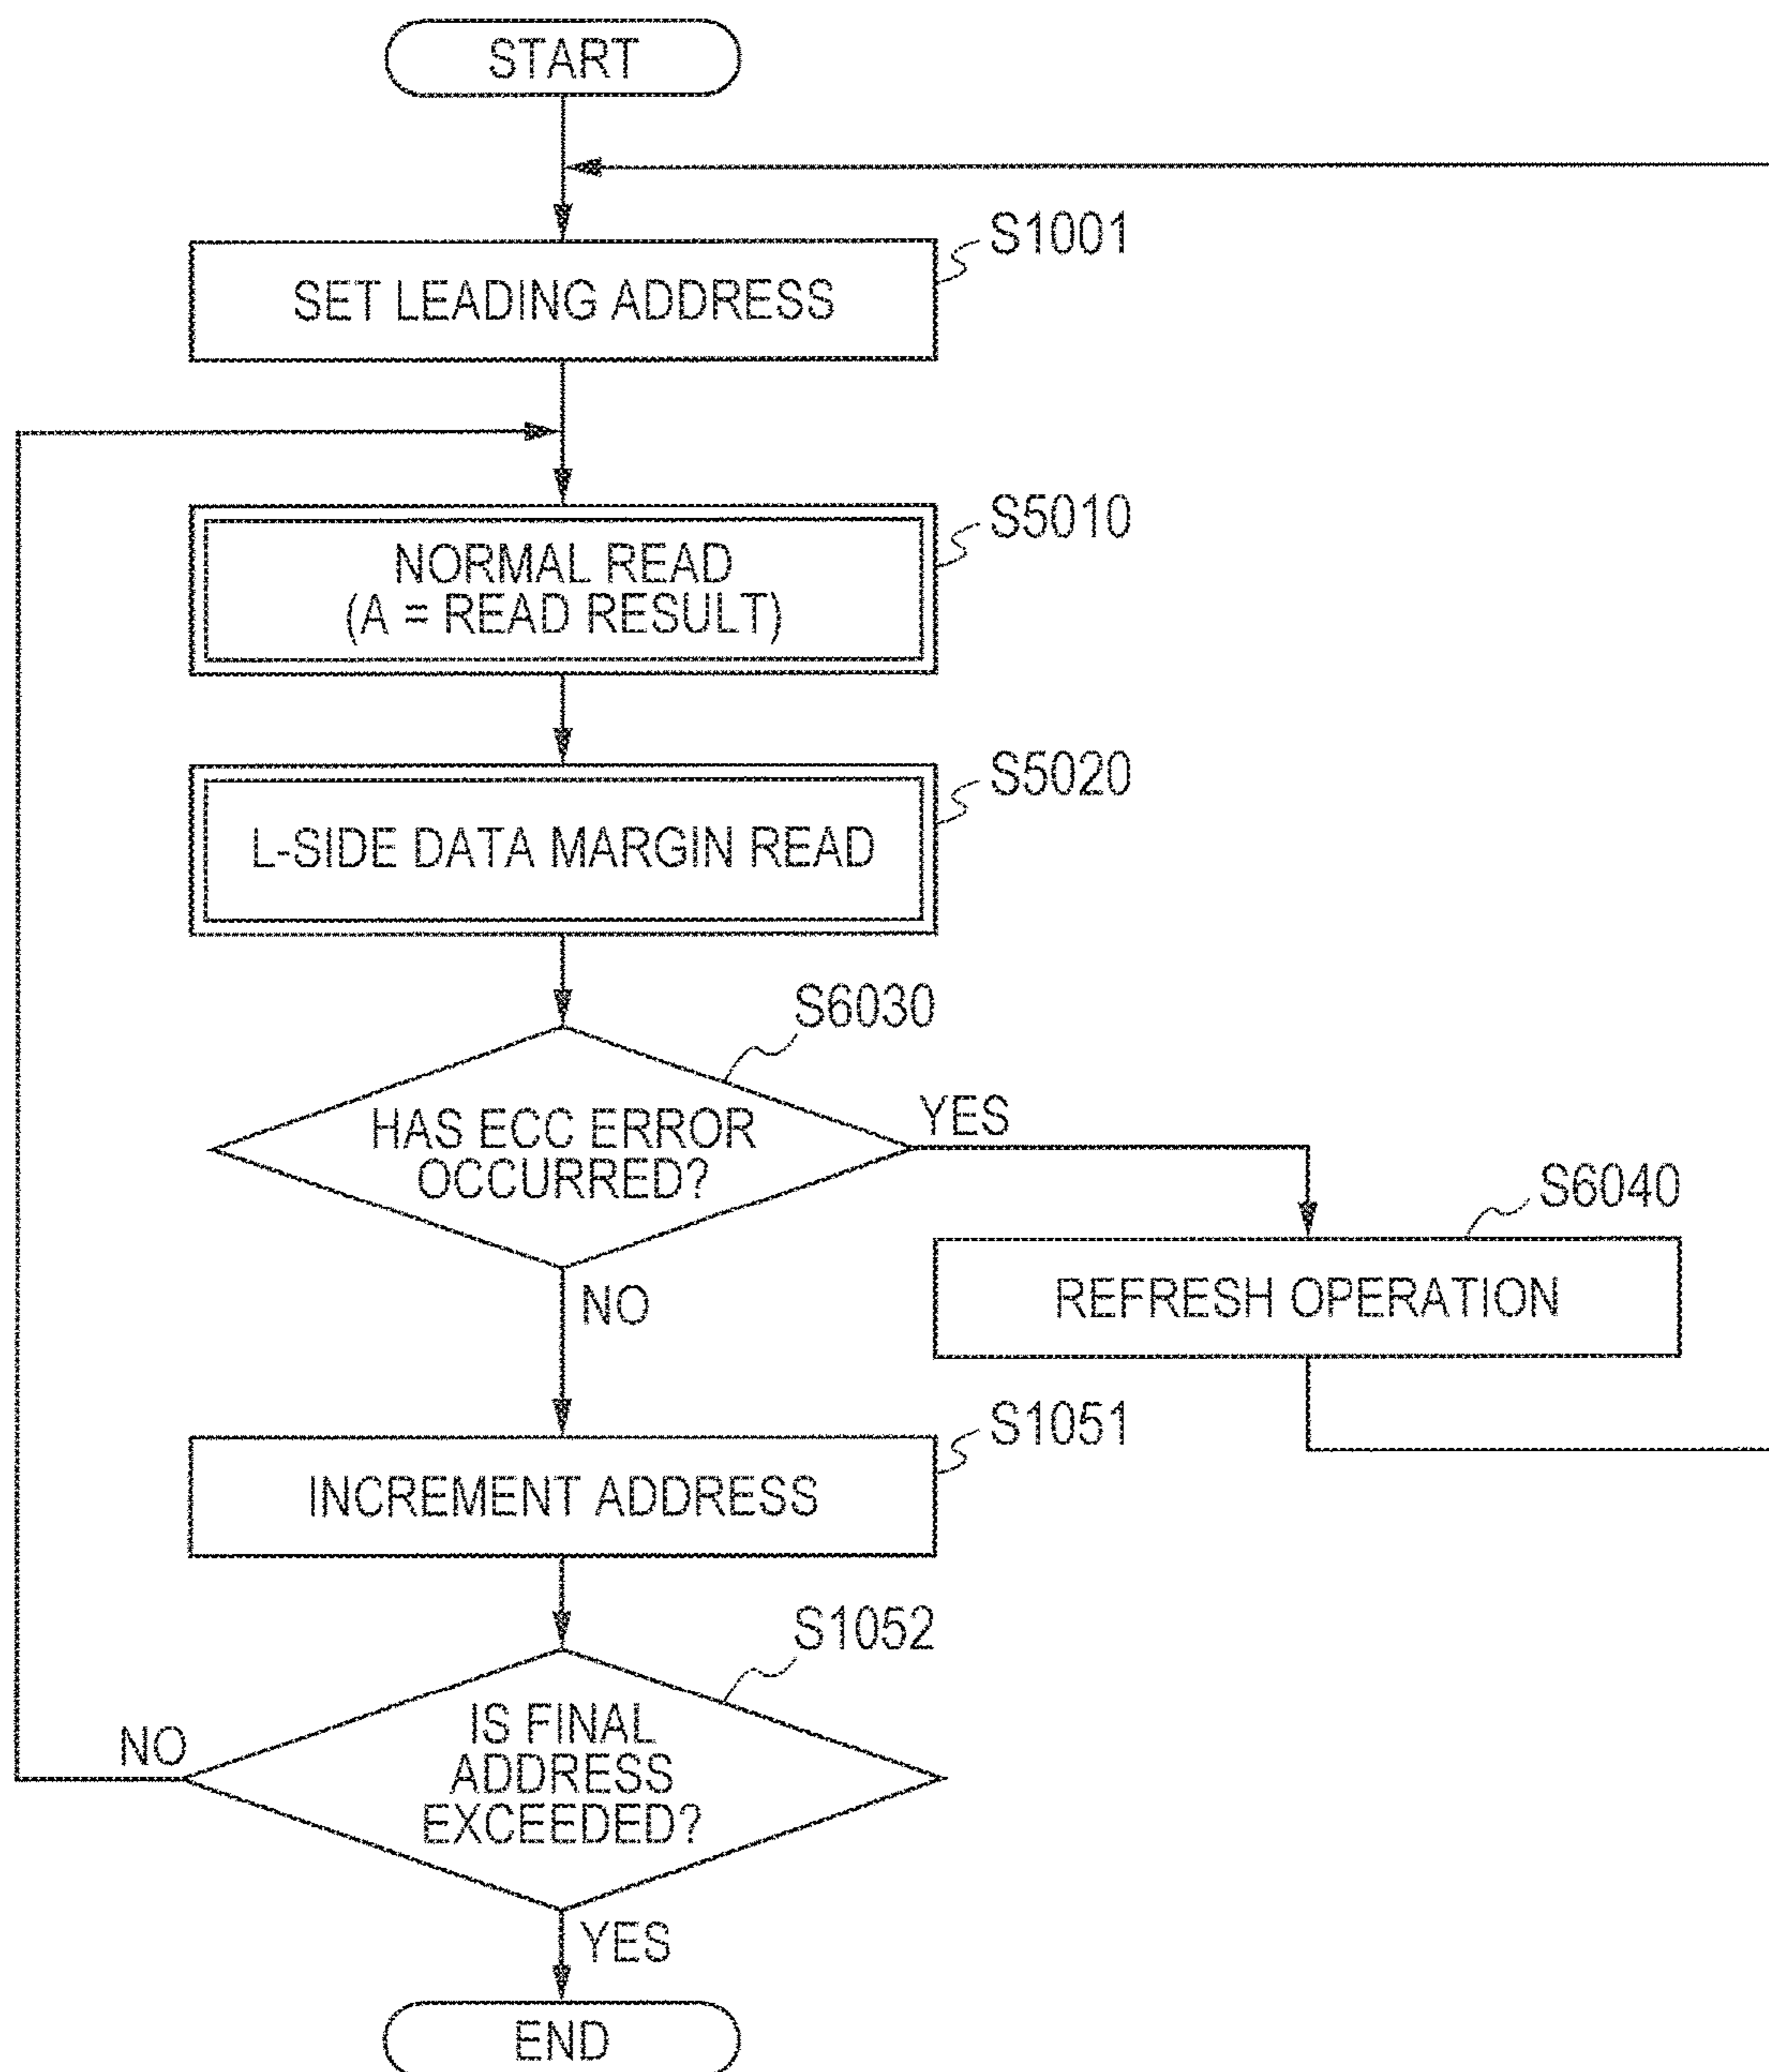 START
S1001
SET LEADING ADDRESS
S5010
NORMAL READ
(A = READ RESULT)
S5020
L-SIDE DATA MARGIN READ
S6030
HAS ECC ERROR
OCCURRED?
YES
S6040
REFRESH OPERATION
NO
S1051
INCREMENT ADDRESS
S1052
IS FINAL
ADDRESS
EXCEEDED?
NO
YES
END